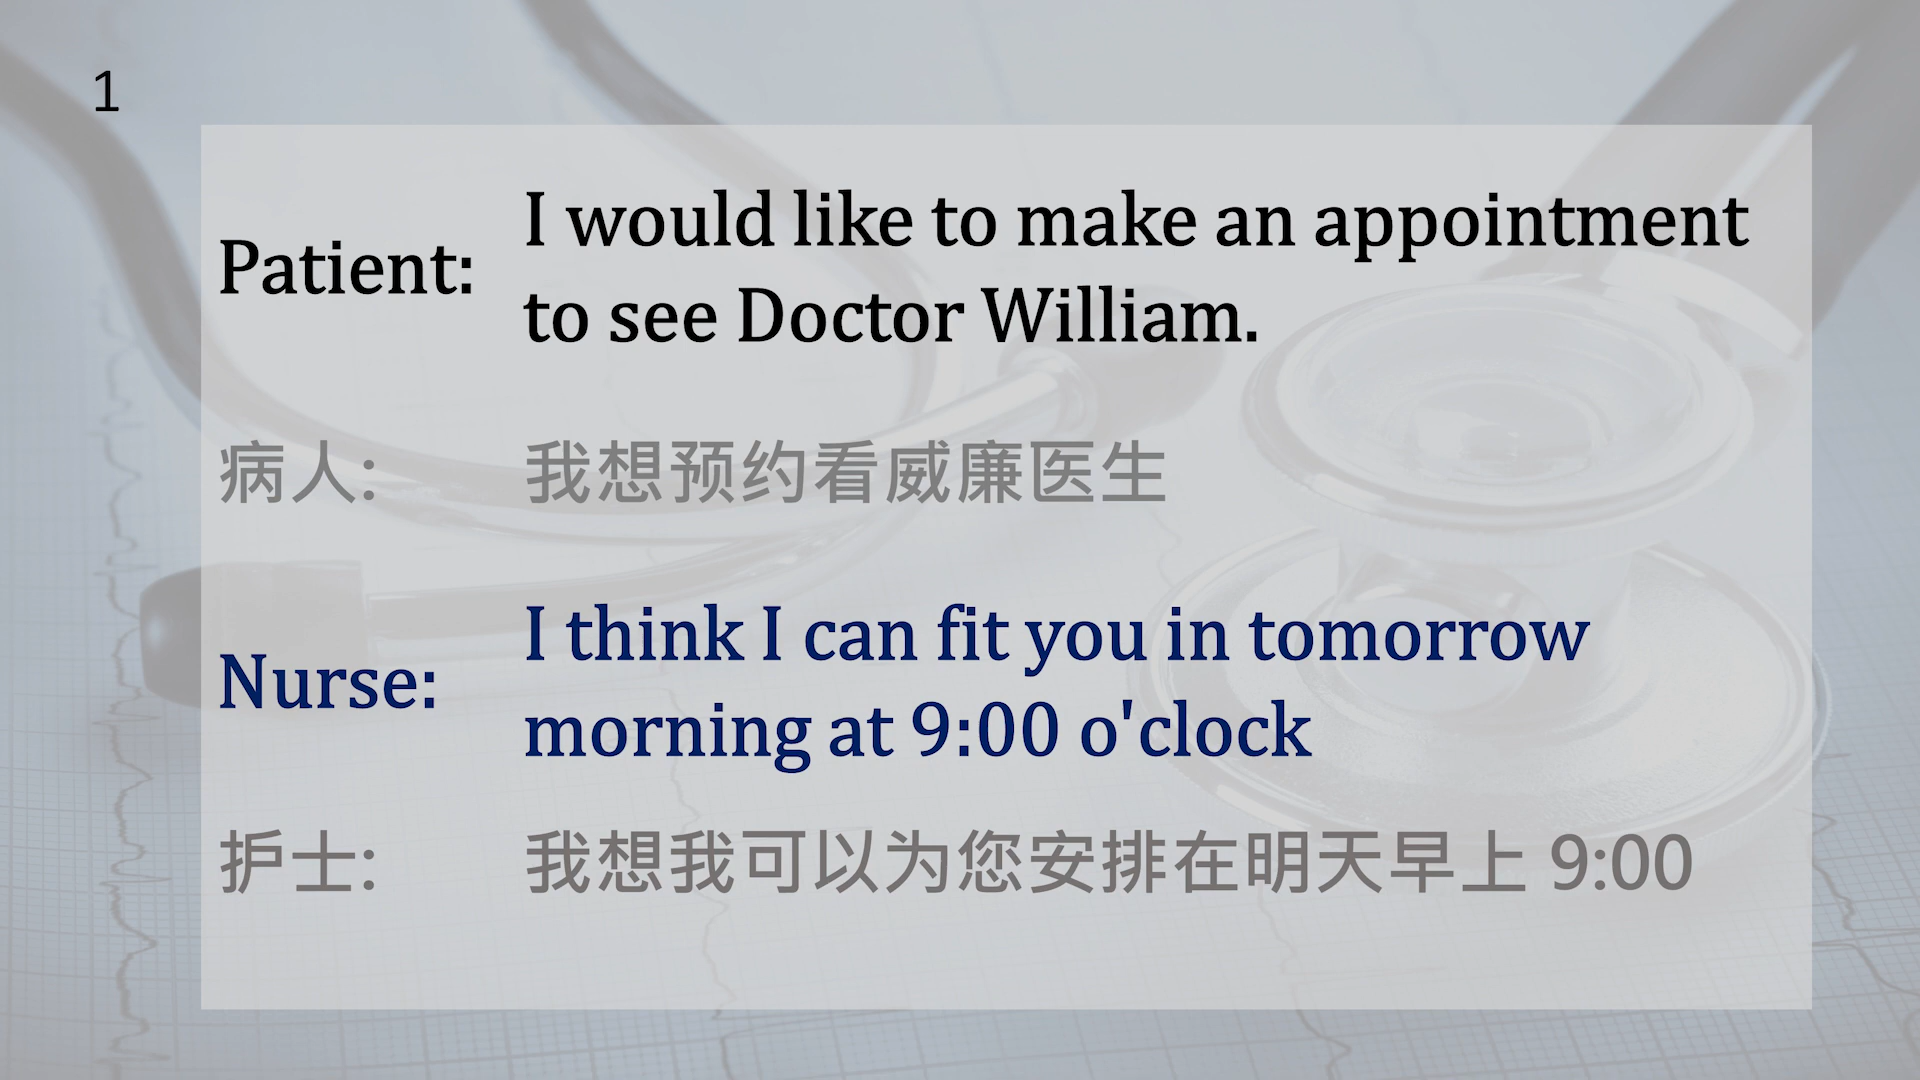 1
Patient:
I would like to make an appointment
to see Doctor William.
病人:
我想预约看威廉医生
Nurse:
I think I can fit you in tomorrow
morning at 9:00 o'clock
护士:
我想我可以为您安排在明天早上 9:00